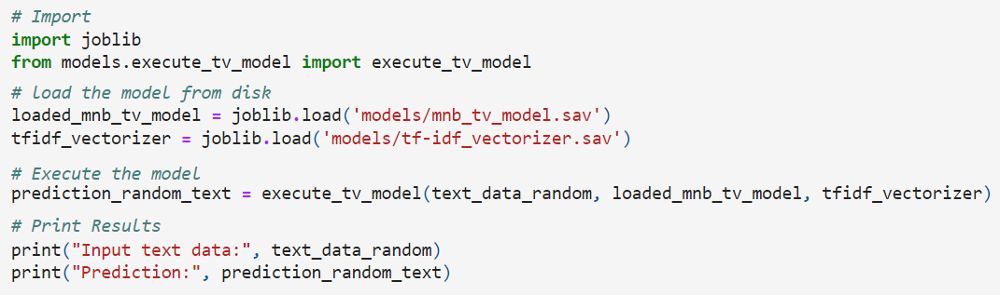 # Import
import joblib
from models.execute_tv_model import execute_tv_model
# load the model from disk
loaded_mnb_tv_model = joblib.load('models/mnb_tv_model.sav')
tfidf_vectorizer = joblib.load('models/tf-idf_vectorizer.sav')
# Execute the model
prediction_random_text = execute_tv_model(text_data_random, loaded_mnb_tv_model, tfidf_vectorizer)
# Print Results
print("Input text data:", text_data_random)
print("Prediction:", prediction_random_text)